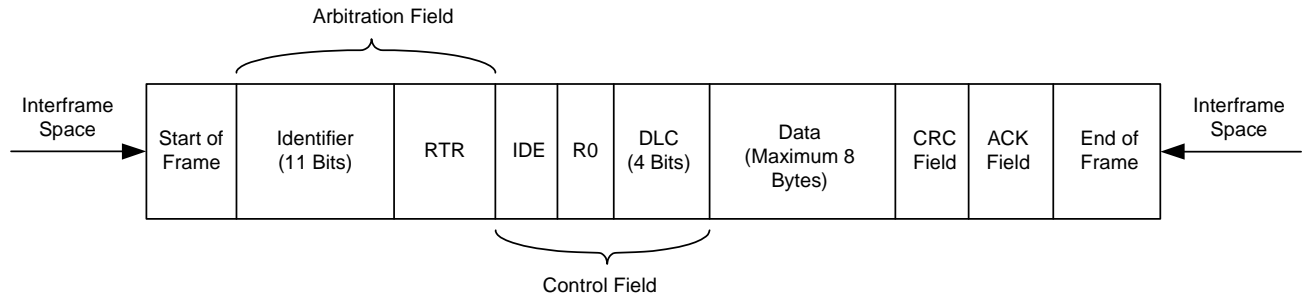 Arbitration Field
Interframe
Space
Start of
Frame
Identifier
(11 Bits)
RTR
IDE
R0
DLC
(4 Bits)
Data
(Maximum 8
Bytes)
CRC
Field
ACK
Field
End of
Frame
Interframe
Space
Control Field